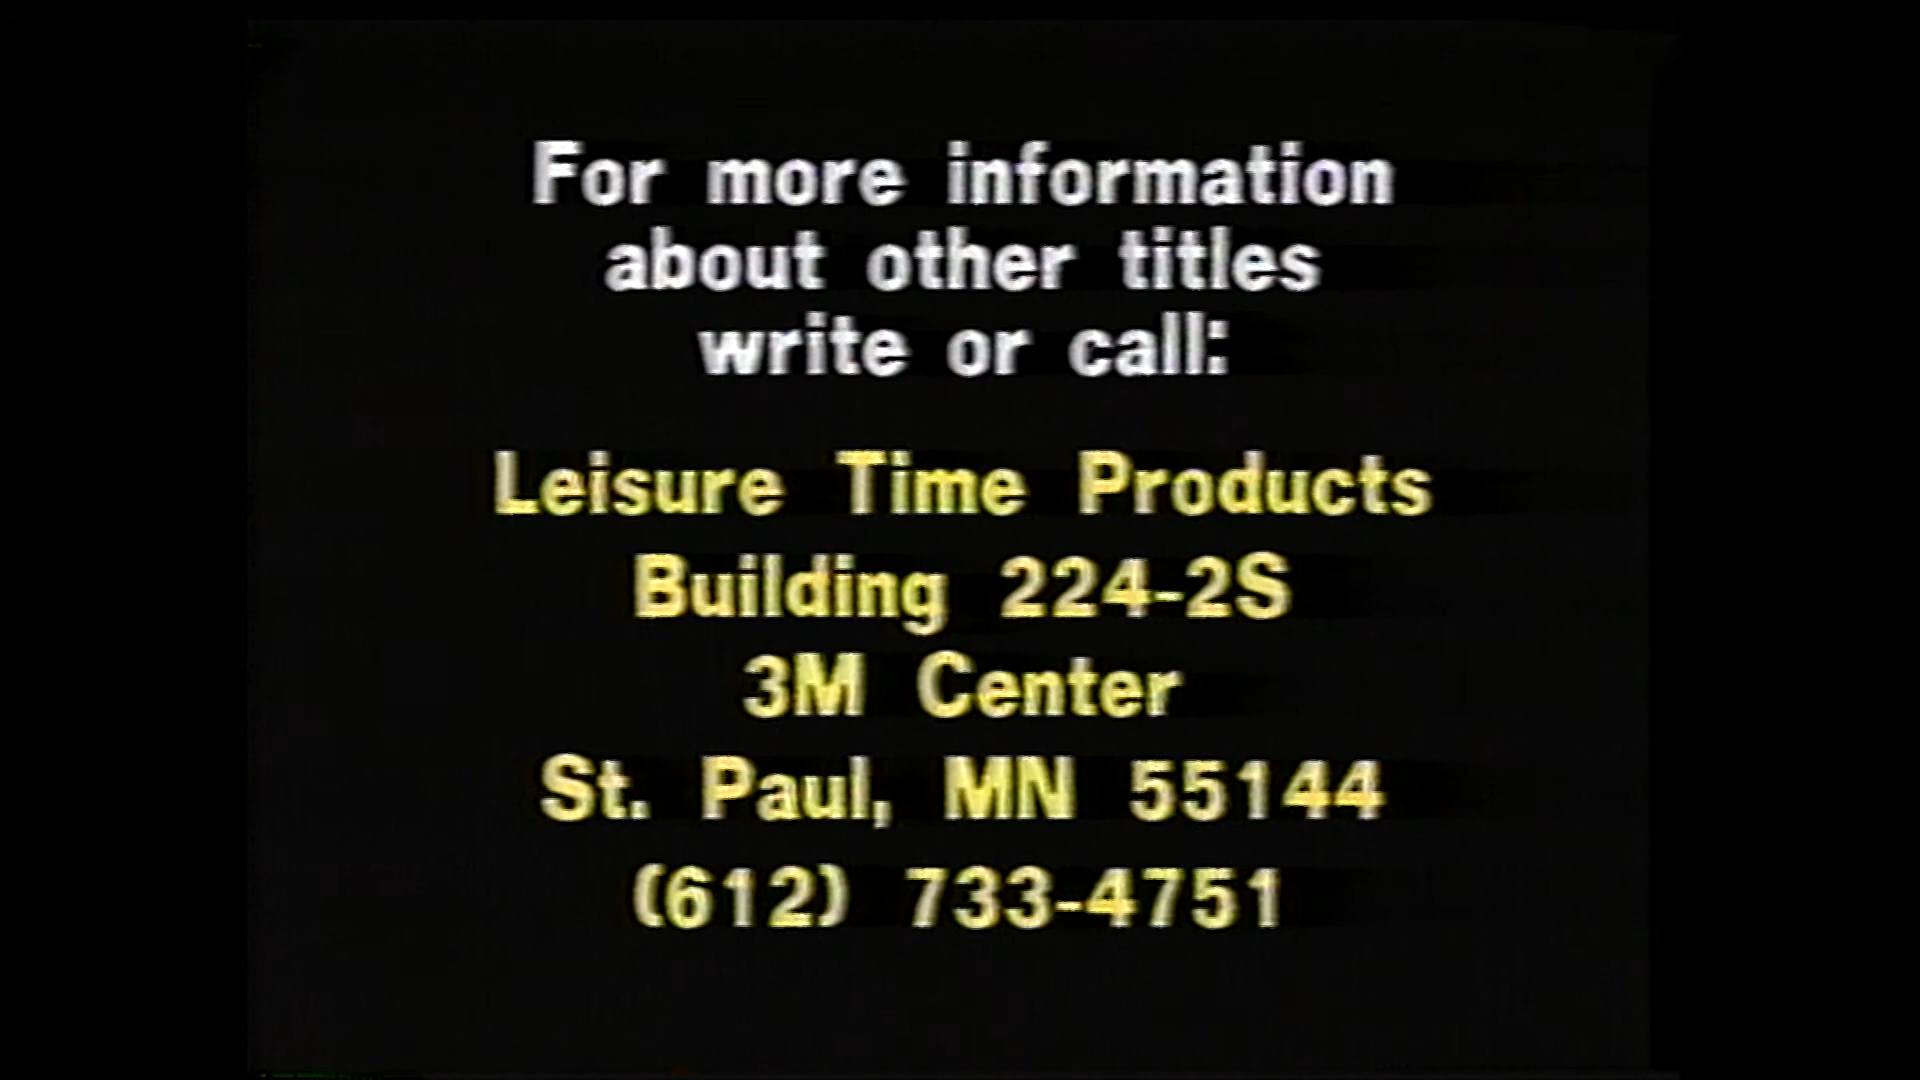 For more information
about other titles
write or call:
Leisure Time Products
Building 224-2S
3M Center
St. Paul, MN 55144
(612) 733-4751